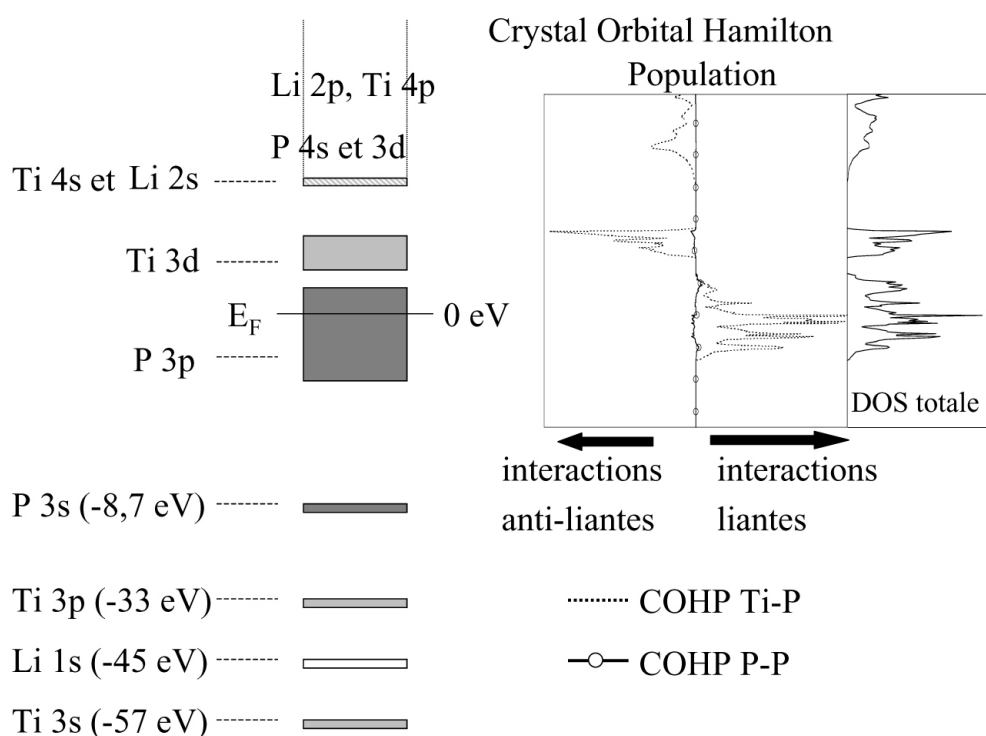 Crystal Orbital Hamilton
Population
Li 2p, Ti 4p
P 4s et 3d
Ti 4s et Li 2s
Ti 3d
E_F
0 eV
P 3p
DOS totale
interactions
anti-liantes
interactions
liantes
P 3s (-8,7 eV)
Ti 3p (-33 eV)
COHP Ti-P
Li 1s (-45 eV)
COHP P-P
Ti 3s (-57 eV)